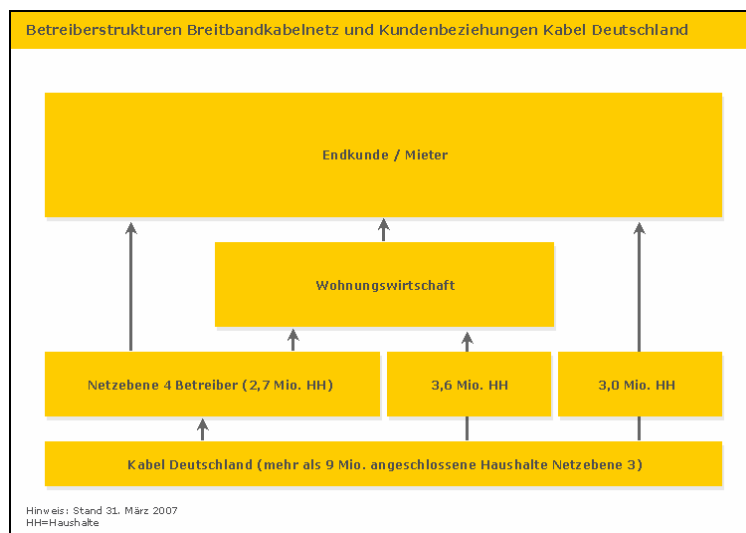 Betreiberstrukturen Breitbandkabelnetz und Kundenbeziehungen Kabel Deutschland
Endkunde / Mieter
Wohnungswirtschaft
Netzebene 4 Betreiber (2,7 Mio. HH)
3,6 Mio. HH
3,0 Mio. HH
Kabel Deutschland (mehr als 9 Mio. angeschlossene Haushalte Netzebene 3)
Hinweis: Stand 31. März 2007
HH=Haushalte